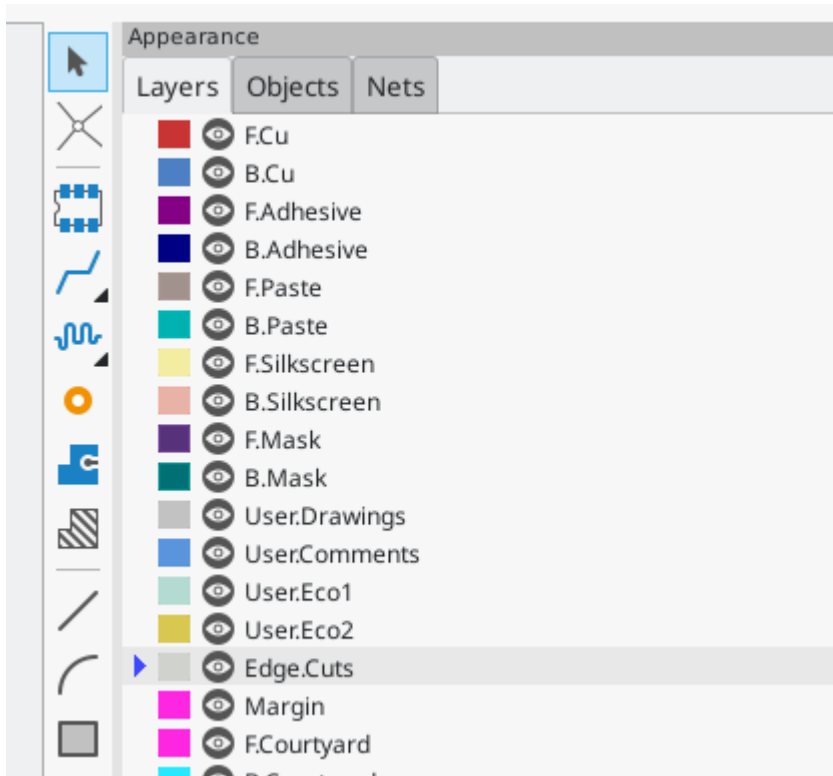 Appearance
Layers Objects Nets
F.Cu
B.Cu
F.Adhesive
B.Adhesive
F.Paste
B.Paste
F.Silkscreen
B.Silkscreen
F.Mask
B.Mask
User.Drawings
User.Comments
User.Eco1
User.Eco2
Edge.Cuts
Margin
F.Courtyard